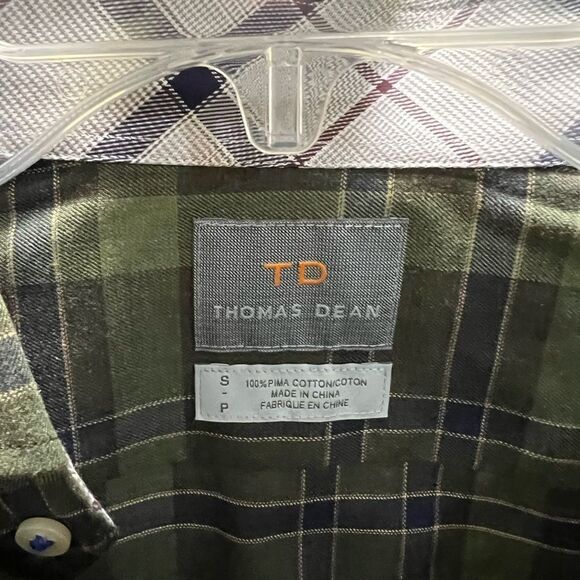 TD
THOMAS DEAN
S
-
P
100% PIMA COTTON/COTON
MADE IN CHINA
FABRIQUE EN CHINE